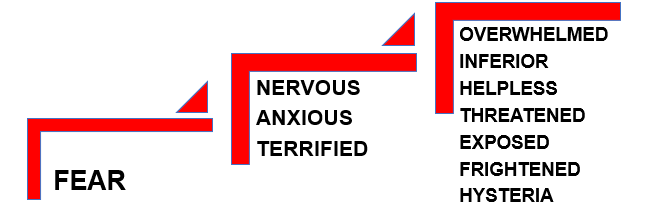 FEAR
NERVOUS
ANXIOUS
TERRIFIED
OVERWHELMED
INFERIOR
HELPLESS
THREATENED
EXPOSED
FRIGHTENED
HYSTERIA